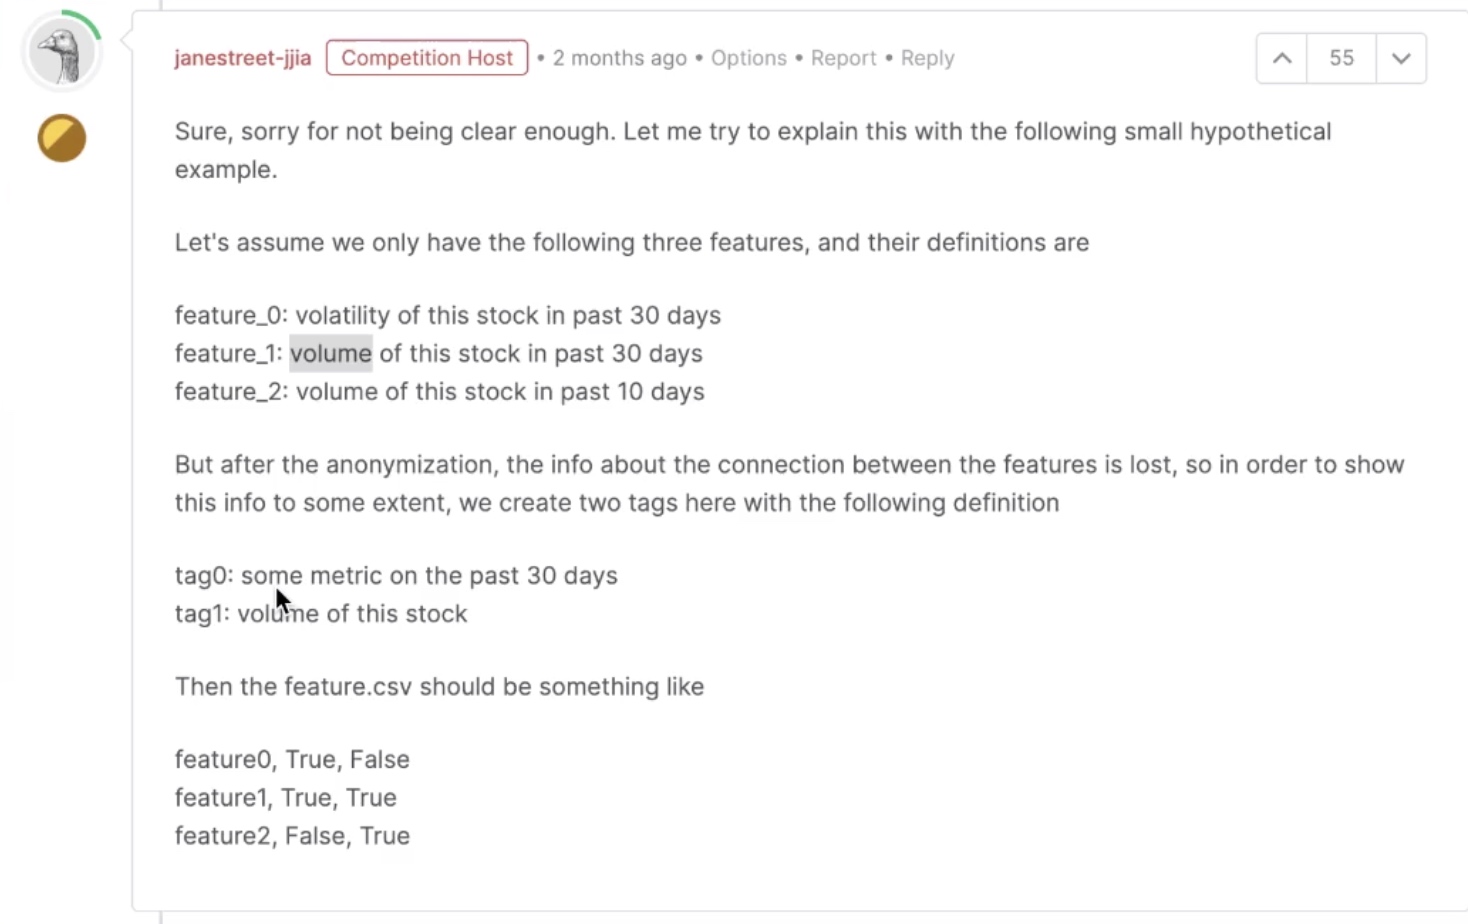 janestreet-jjia Competition Host • 2 months ago • Options • Report • Reply 55
Sure, sorry for not being clear enough. Let me try to explain this with the following small hypothetical
example.
Let's assume we only have the following three features, and their definitions are
feature_0: volatility of this stock in past 30 days
feature_1: volume of this stock in past 30 days
feature_2: volume of this stock in past 10 days
But after the anonymization, the info about the connection between the features is lost, so in order to show
this info to some extent, we create two tags here with the following definition
tag0: some metric on the past 30 days
tag1: volume of this stock
Then the feature.csv should be something like
feature0, True, False
feature1, True, True
feature2, False, True